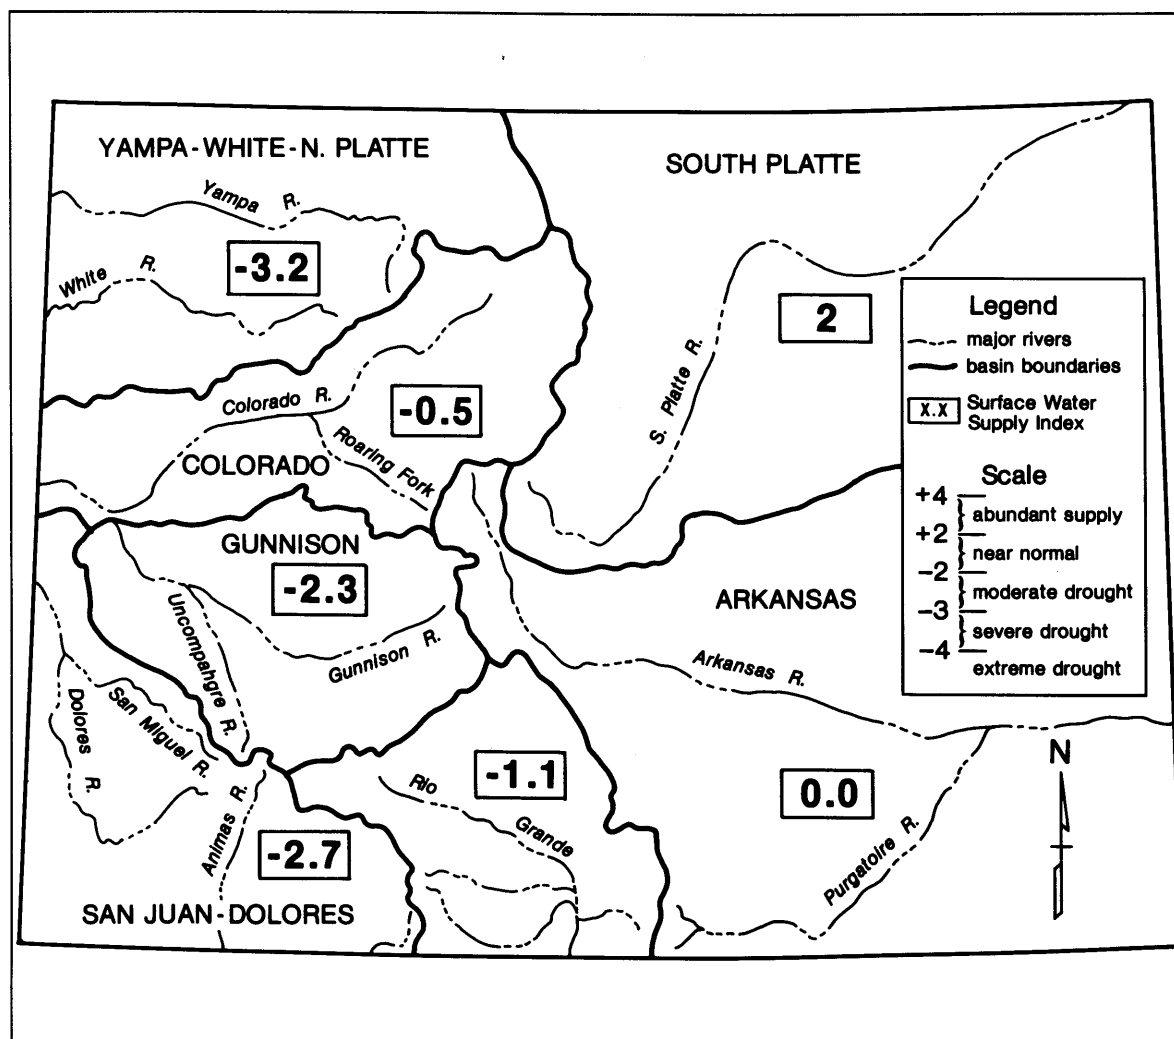 YAMPA-WHITE-N. PLATTE
SOUTH PLATTE
Yampa R.
-3.2
White R.
2
Legend
major rivers
basin boundaries
X.X Surface Water
Supply Index
Scale
+4
abundant supply
+2
near normal
-2
moderate drought
-3
severe drought
-4
extreme drought
S. Platte R.
Colorado R.
-0.5
Roaring Fork
COLORADO
GUNNISON
-2.3
Uncompahgre R.
Gunnison R.
ARKANSAS
Arkansas R.
Dolores R.
San Miguel R.
Animas R.
-1.1
Rio Grande
0.0
N
Purgatoire R.
-2.7
SAN JUAN-DOLORES